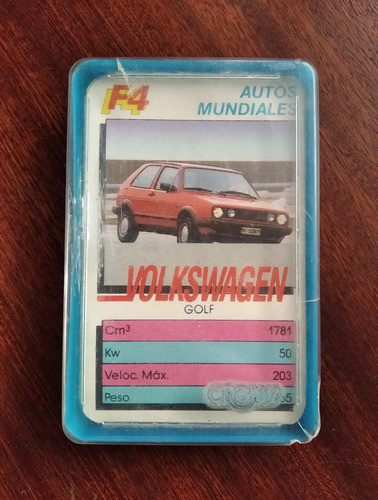 F4
AUTOS
MUNDIALES
VOLKSWAGEN
GOLF
Cm³ 1781
Kw 50
Veloc. Máx. 203
Peso
CROMY